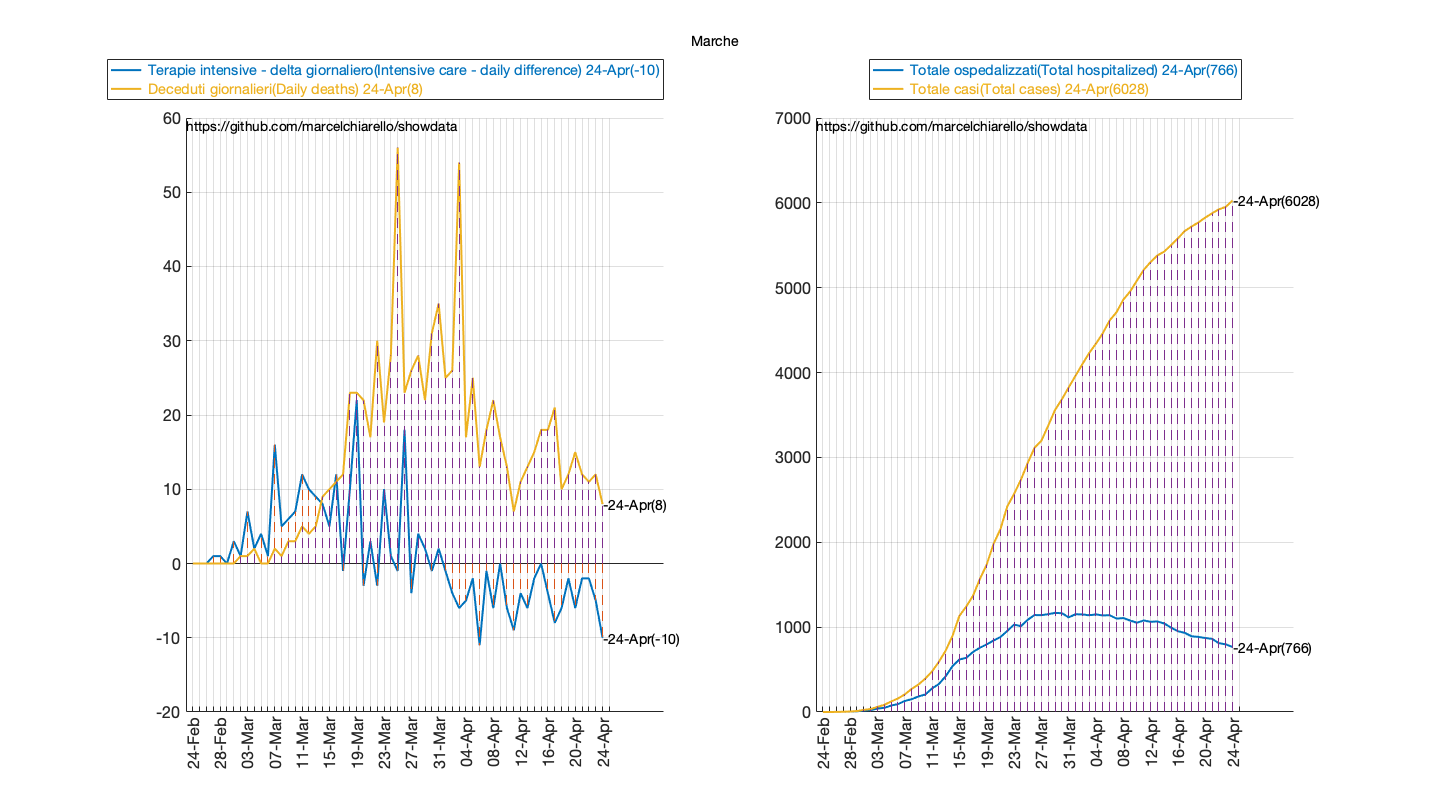 Marche
Terapie intensive - delta giornaliero(Intensive care - daily difference) 24-Apr(-10)
Deceduti giornalieri(Daily deaths) 24-Apr(8)
https://github.com/marcelchiarello/showdata
60
50
40
30
20
10
0
-10
-20
-24-Apr(8)
-24-Apr(-10)
24-Feb
28-Feb
03-Mar
07-Mar
11-Mar
15-Mar
19-Mar
23-Mar
27-Mar
31-Mar
04-Apr
08-Apr
12-Apr
16-Apr
20-Apr
24-Apr
Totale ospedalizzati(Total hospitalized) 24-Apr(766)
Totale casi(Total cases) 24-Apr(6028)
https://github.com/marcelchiarello/showdata
7000
6000
5000
4000
3000
2000
1000
0
-24-Apr(6028)
-24-Apr(766)
24-Feb
28-Feb
03-Mar
07-Mar
11-Mar
15-Mar
19-Mar
23-Mar
27-Mar
31-Mar
04-Apr
08-Apr
12-Apr
16-Apr
20-Apr
24-Apr